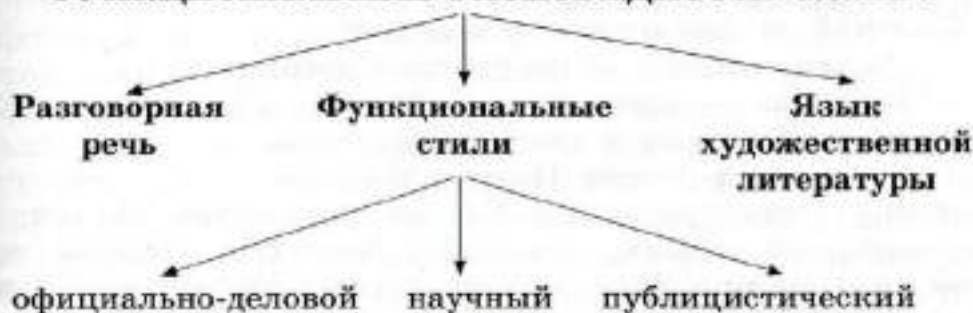 Разговорная Функциональные Язык
речь стили художественной
литературы
официально-деловой научный публицистический